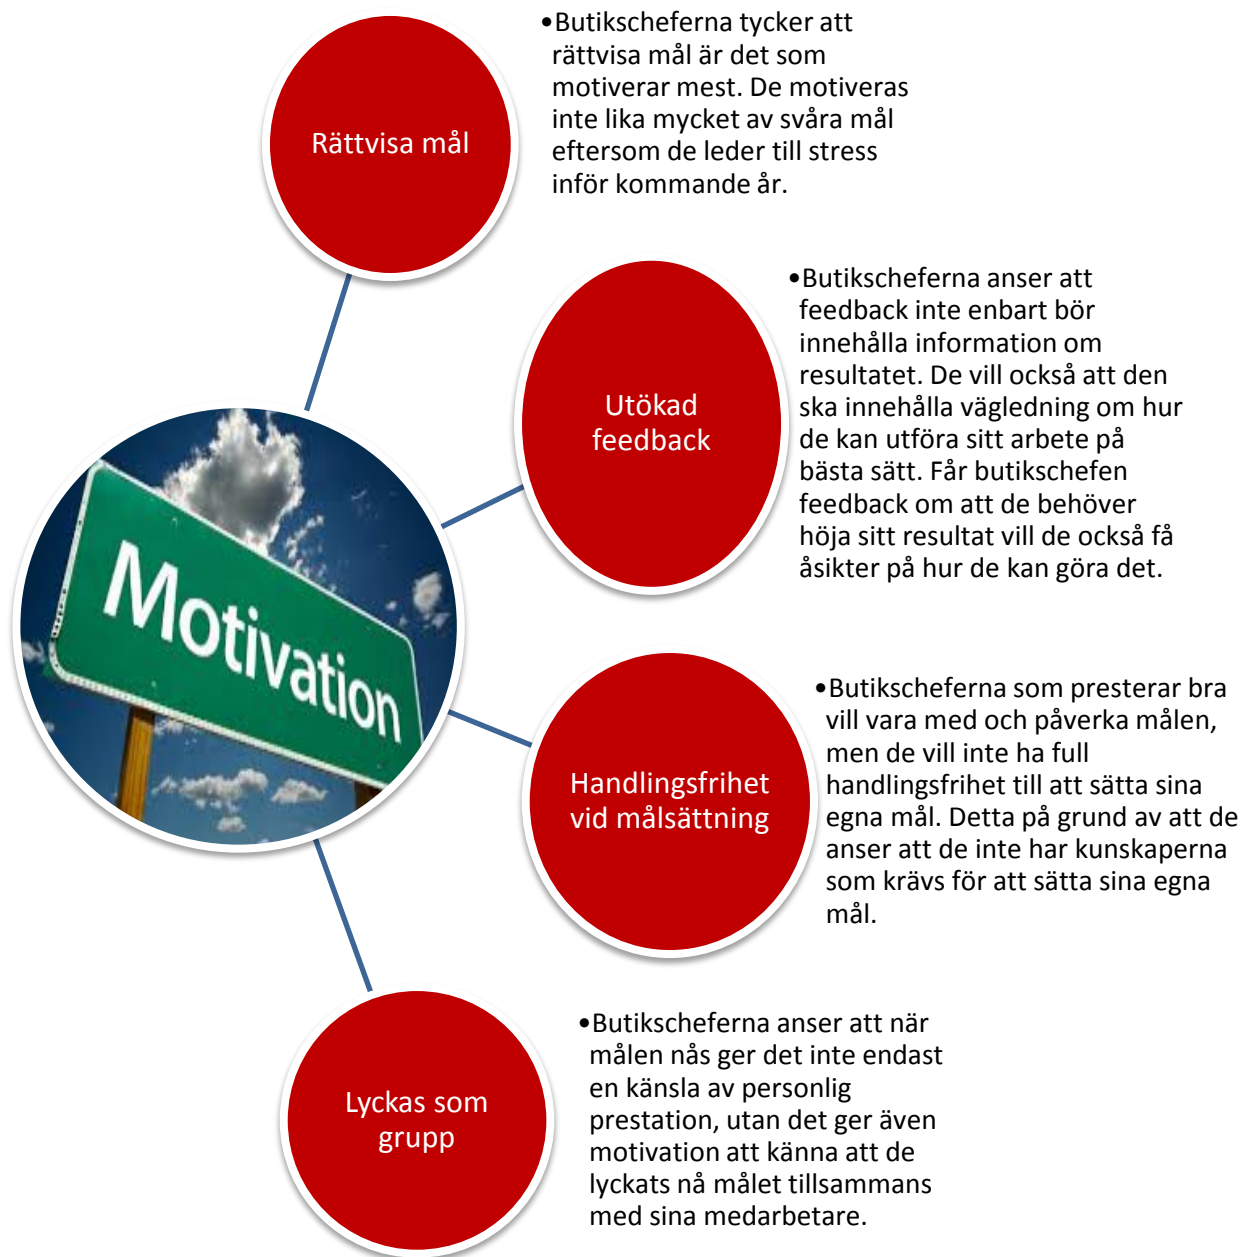 Rättvisa mål
•Butikscheferna tycker att
rättvisa mål är det som
motiverar mest. De motiveras
inte lika mycket av svåra mål
eftersom de leder till stress
inför kommande år.
Utökad
feedback
•Butikscheferna anser att
feedback inte enbart bör
innehålla information om
resultatet. De vill också att den
ska innehålla vägledning om hur
de kan utföra sitt arbete på
bästa sätt. Får butikschefen
feedback om att de behöver
höja sitt resultat vill de också få
åsikter på hur de kan göra det.
Motivation
Handlingsfrihet
vid målsättning
•Butikscheferna som presterar bra
vill vara med och påverka målen,
men de vill inte ha full
handlingsfrihet till att sätta sina
egna mål. Detta på grund av att de
anser att de inte har kunskaperna
som krävs för att sätta sina egna
mål.
Lyckas som
grupp
•Butikscheferna anser att när
målen nås ger det inte endast
en känsla av personlig
prestation, utan det ger även
motivation att känna att de
lyckats nå målet tillsammans
med sina medarbetare.